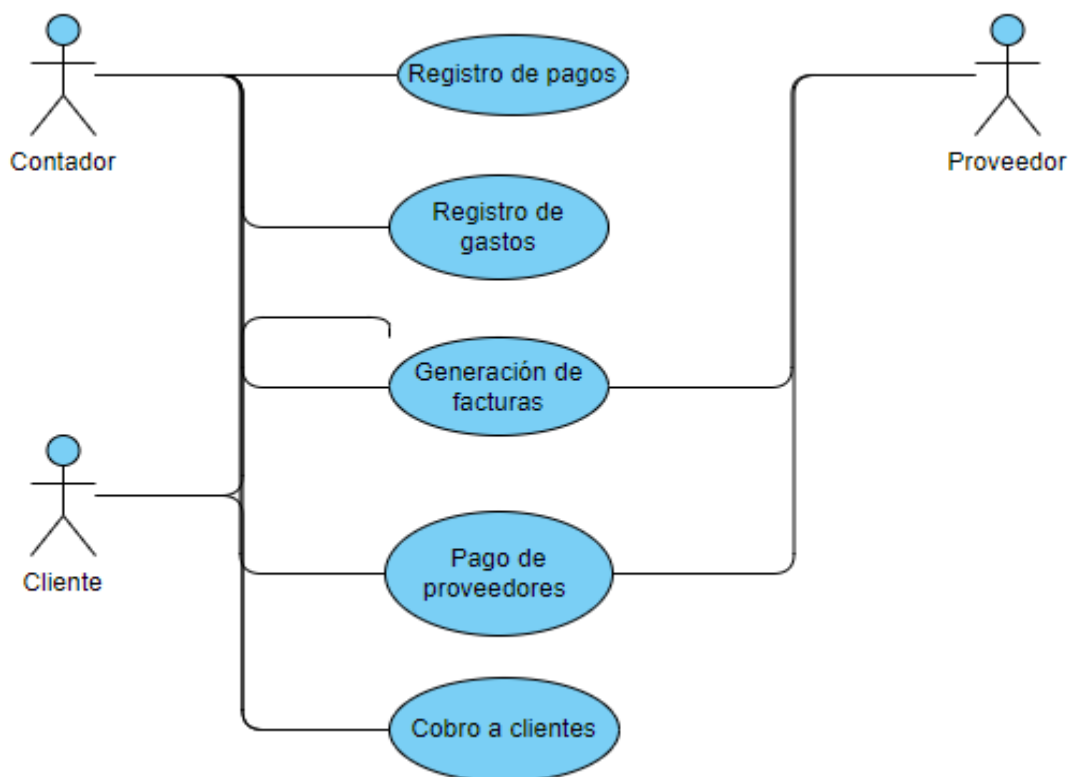 Registro de pagos
Contador
Proveedor
Registro de
gastos
Generación de
facturas
Cliente
Pago de
proveedores
Cobro a clientes